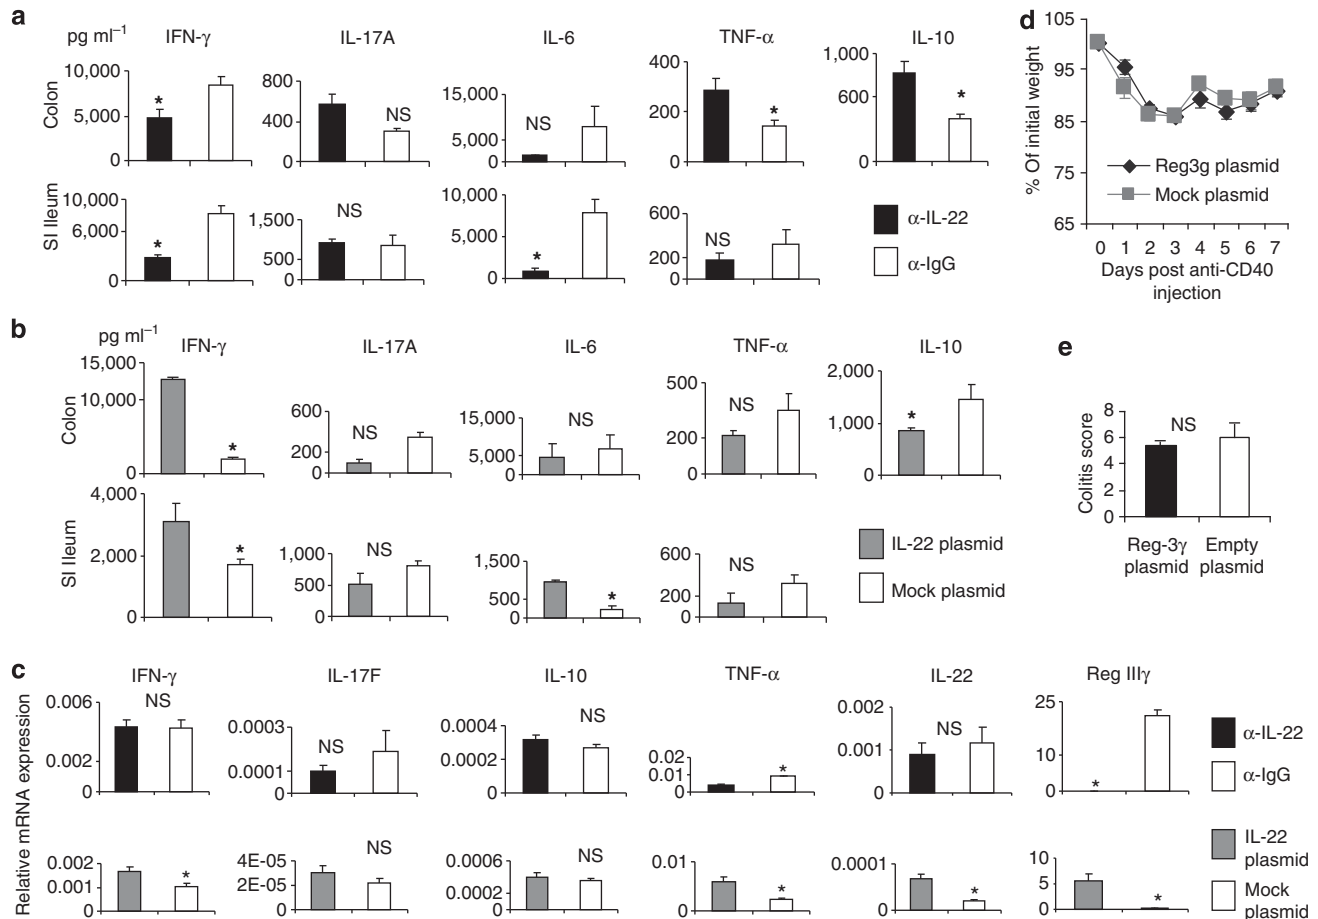 a
pg ml–1
IFN-γ
IL-17A
IL-6
TNF-α
IL-10
Colon
10,000
5,000
0
*
800
400
0
NS
15,000
5,000
0
NS
400
200
0
*
1,000
600
0
*
SI Ileum
10,000
6,000
0
*
1,500
500
0
NS
10,000
5,000
0
*
600
200
0
NS
α-IL-22
α-IgG
d
105
95
85
75
65
% Of initial weight
Reg3g plasmid
Mock plasmid
0 1 2 3 4 5 6 7
Days post anti-CD40
injection
b
pg ml–1
IFN-γ
IL-17A
IL-6
TNF-α
IL-10
Colon
15,000
10,000
0
*
600
200
0
NS
15,000
5,000
0
NS
500
200
0
NS
2,000
1,000
0
*
SI Ileum
4,000
2,000
0
*
1,000
500
0
NS
1,500
500
0
*
600
200
0
NS
IL-22 plasmid
Mock plasmid
e
Colitis score
8
6
4
2
0
NS
Reg-3γ
plasmid
Empty
plasmid
c
Relative mRNA expression
IFN-γ
IL-17F
IL-10
TNF-α
IL-22
Reg IIIγ
0.006
0.002
0
NS
0.0003
0.0001
0
NS
0.0004
0.0002
0
NS
0.02
0.01
0
*
0.002
0.001
0
NS
25
10
0
*
α-IL-22
α-IgG
0.002
0.001
0
*
4E-05
2E-05
0
NS
0.0006
0.0002
0
NS
0.01
0
*
0.0001
0
*
10
5
0
*
IL-22
plasmid
Mock
plasmid